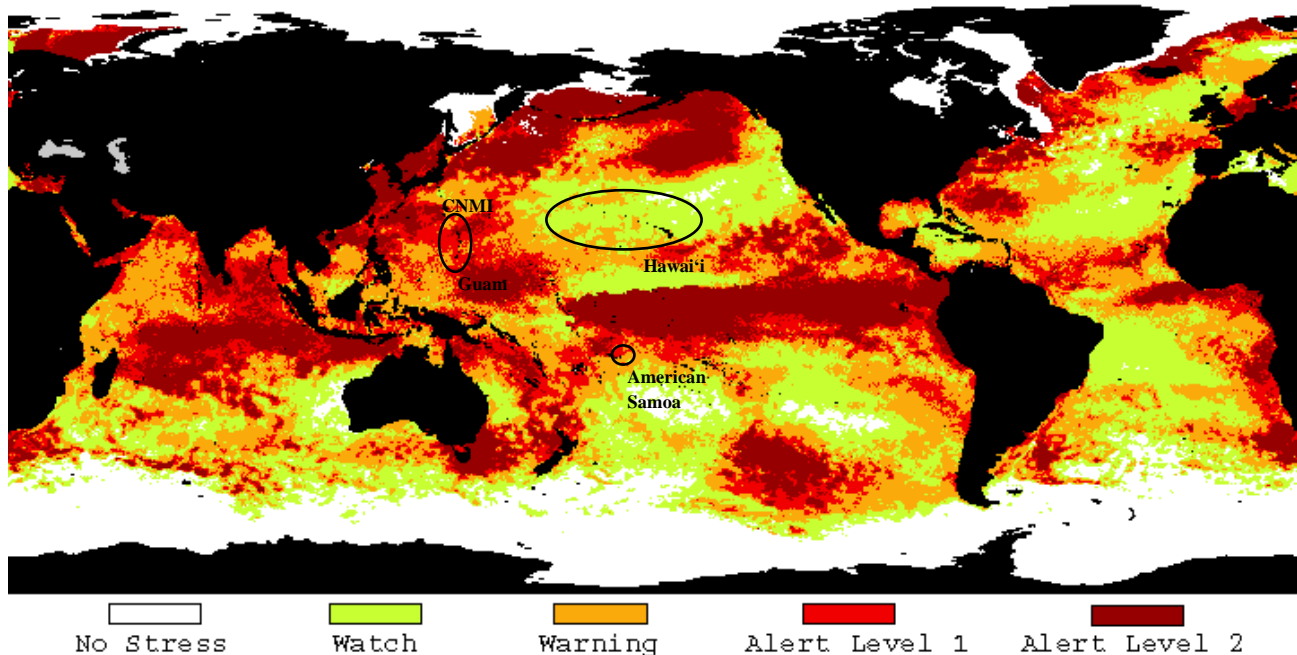 CNMI
Guam
Hawai‘i
American
Samoa
No Stress
Watch
Warning
Alert Level 1
Alert Level 2